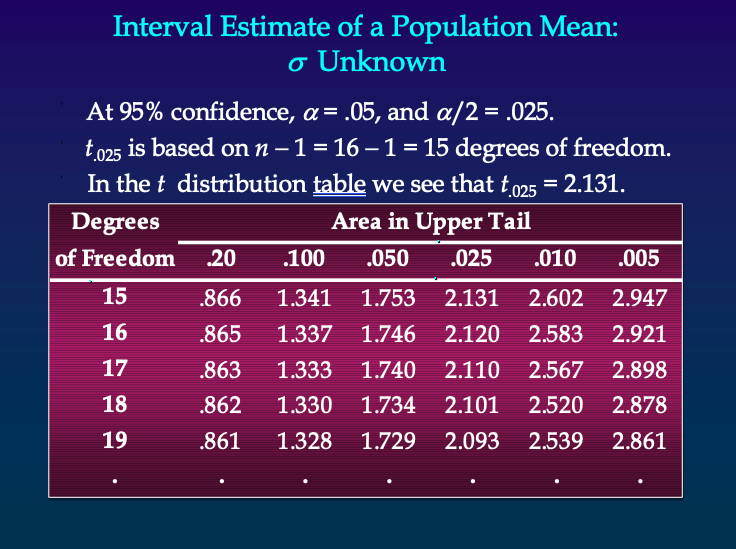 Interval Estimate of a Population Mean:
σ Unknown
At 95% confidence, α = .05, and α/2 = .025.
t.025 is based on n – 1 = 16 – 1 = 15 degrees of freedom.
In the t distribution table we see that t.025 = 2.131.
Degrees Area in Upper Tail
of Freedom .20 .100 .050 .025 .010 .005
15 .866 1.341 1.753 2.131 2.602 2.947
16 .865 1.337 1.746 2.120 2.583 2.921
17 .863 1.333 1.740 2.110 2.567 2.898
18 .862 1.330 1.734 2.101 2.520 2.878
19 .861 1.328 1.729 2.093 2.539 2.861
. . . . . . .